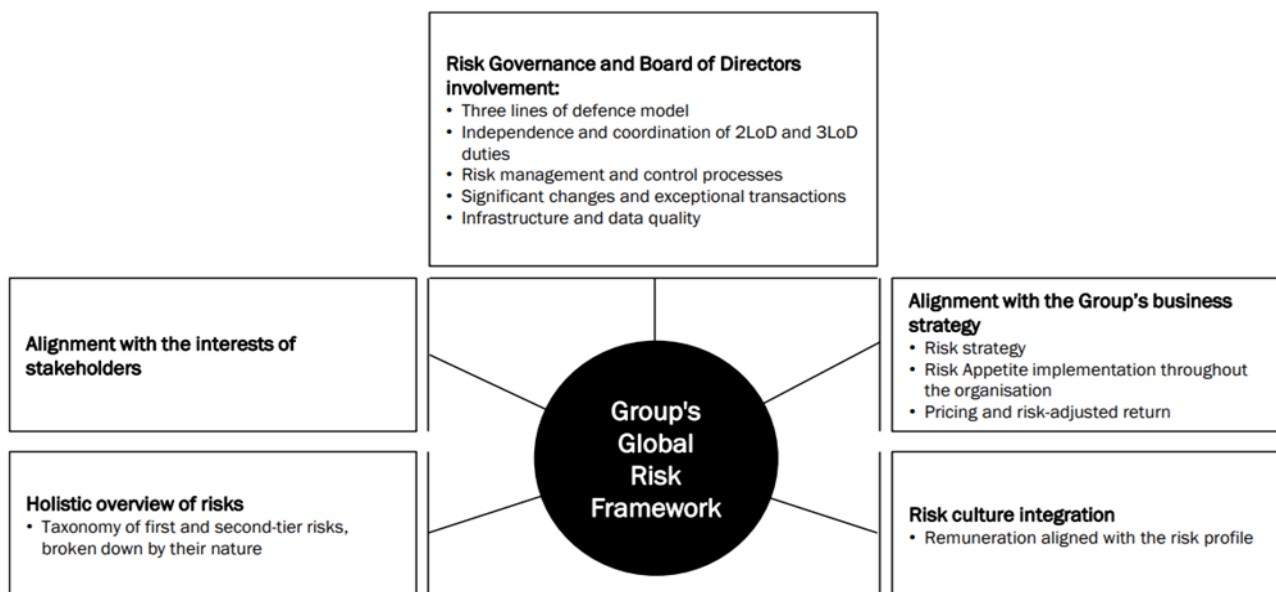 Risk Governance and Board of Directors
involvement:
• Three lines of defence model
• Independence and coordination of 2LoD and 3LoD
duties
• Risk management and control processes
• Significant changes and exceptional transactions
• Infrastructure and data quality
Alignment with the interests of
stakeholders
Alignment with the Group's business
strategy
• Risk strategy
• Risk Appetite implementation throughout
the organisation
• Pricing and risk-adjusted return
Group's
Global
Risk
Framework
Holistic overview of risks
• Taxonomy of first and second-tier risks,
broken down by their nature
Risk culture integration
• Remuneration aligned with the risk profile